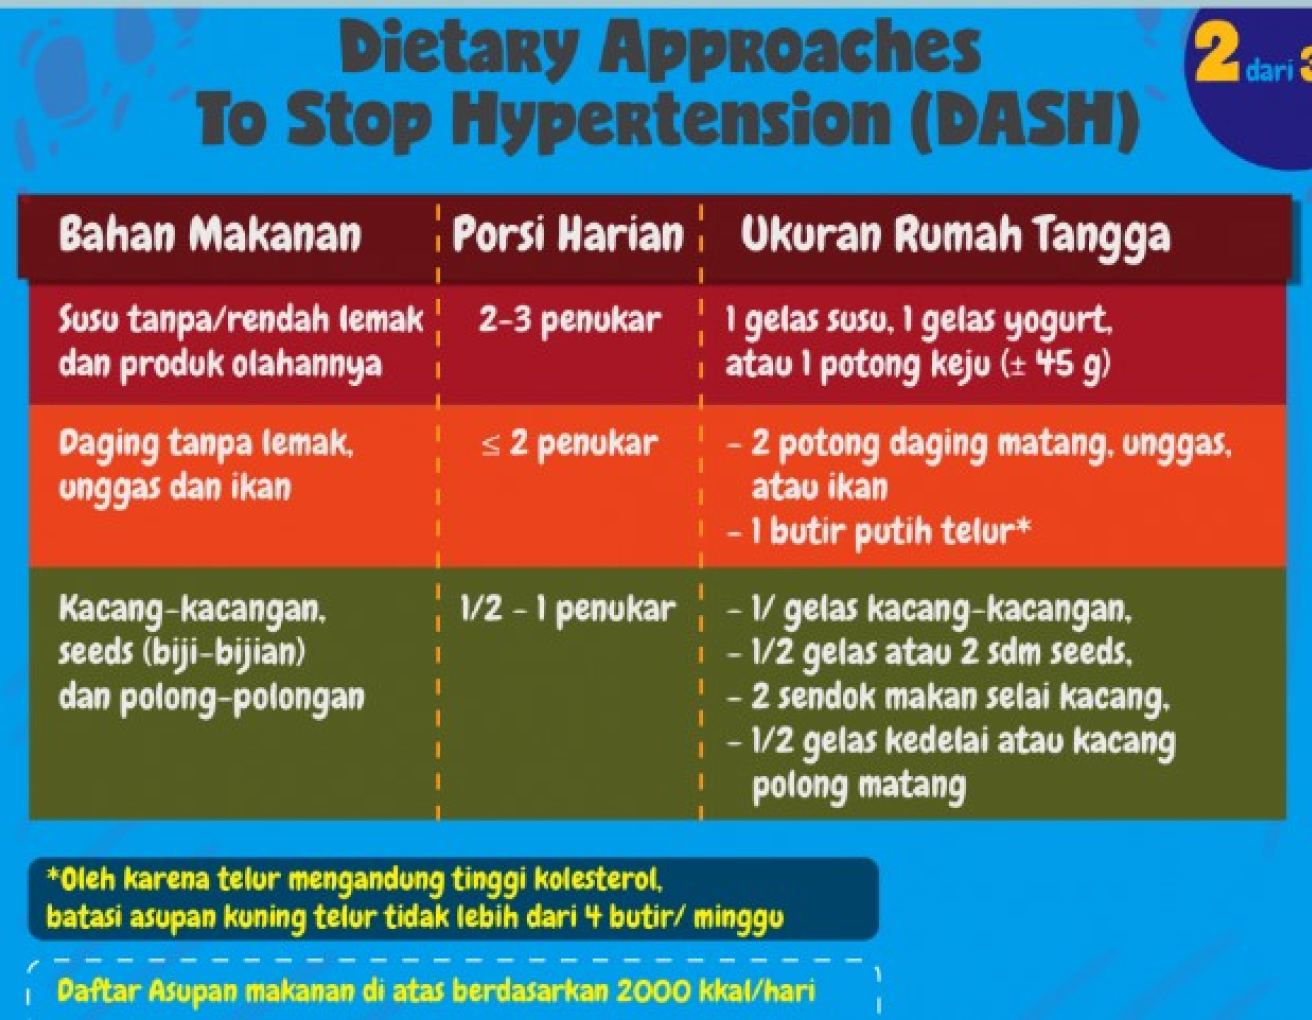 Dietary Approaches
To Stop Hypertension (DASH)
2 dari 3
Bahan Makanan
Porsi Harian
Ukuran Rumah Tangga
Susu tanpa/rendah lemak
dan produk olahannya
2-3 penukar
1 gelas susu, 1 gelas yogurt,
atau 1 potong keju (± 45 g)
Daging tanpa lemak,
unggas dan ikan
≤ 2 penukar
- 2 potong daging matang, unggas,
atau ikan
- 1 butir putih telur*
Kacang-kacangan,
seeds (biji-bijian)
dan polong-polongan
1/2 - 1 penukar
- 1/ gelas kacang-kacangan,
- 1/2 gelas atau 2 sdm seeds,
- 2 sendok makan selai kacang,
- 1/2 gelas kedelai atau kacang
polong matang
*Oleh karena telur mengandung tinggi kolesterol,
batasi asupan kuning telur tidak lebih dari 4 butir/ minggu
Daftar Asupan makanan di atas berdasarkan 2000 kkal/hari